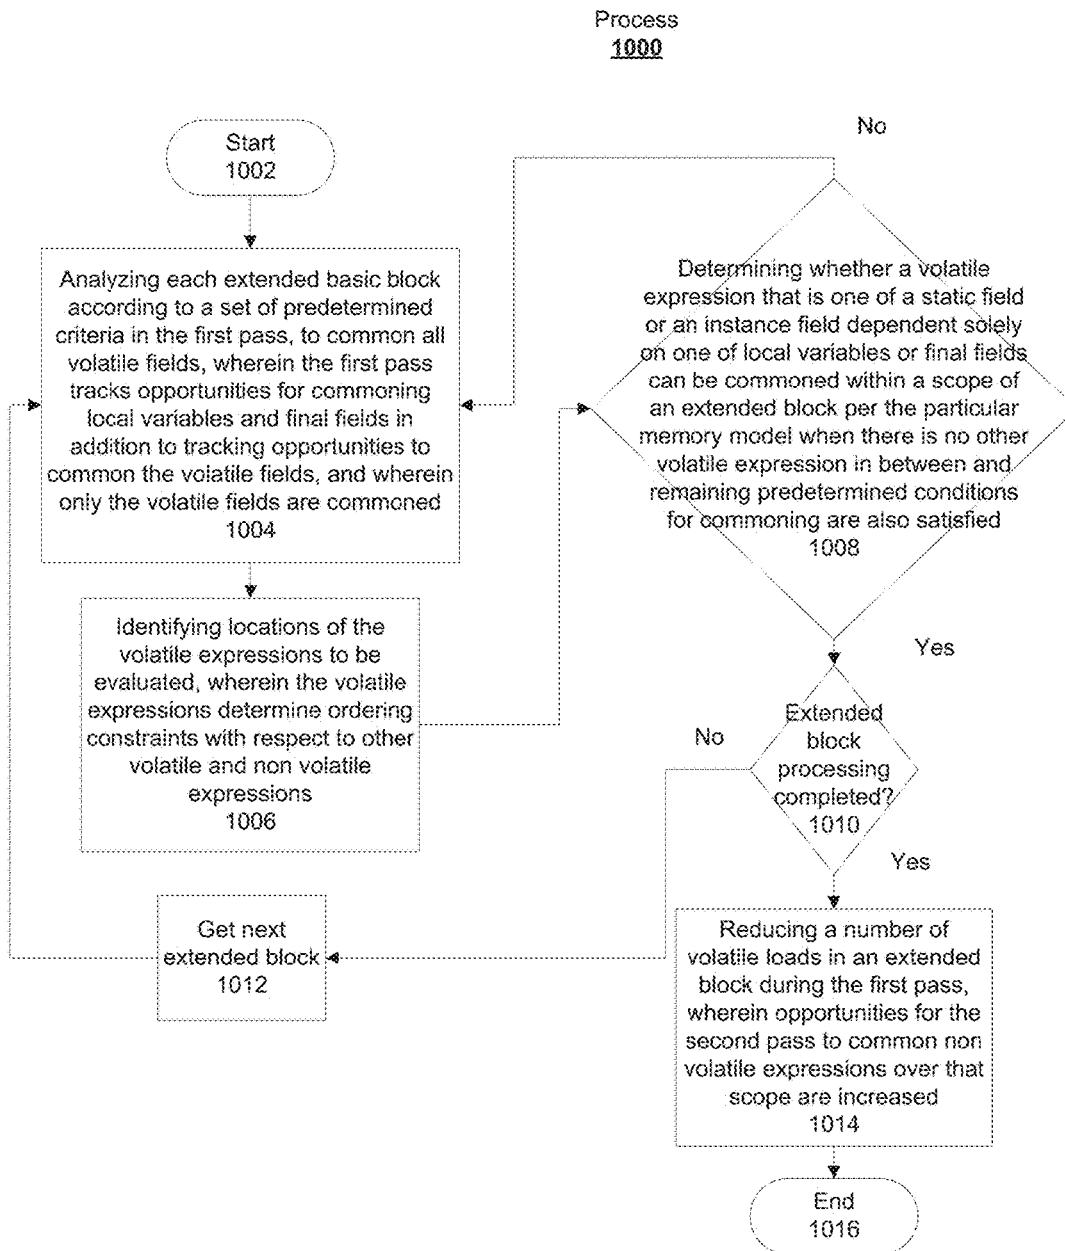 Process
1000
Start
1002
Analyzing each extended basic block
according to a set of predetermined
criteria in the first pass, to common all
volatile fields, wherein the first pass
tracks opportunities for commoning
local variables and final fields in
addition to tracking opportunities to
common the volatile fields, and wherein
only the volatile fields are commoned
1004
Identifying locations of the
volatile expressions to be
evaluated, wherein the volatile
expressions determine ordering
constraints with respect to other
volatile and non volatile
expressions
1006
No
Determining whether a volatile
expression that is one of a static field
or an instance field dependent solely
on one of local variables or final fields
can be commoned within a scope of
an extended block per the particular
memory model when there is no other
volatile expression in between and
remaining predetermined conditions
for commoning are also satisfied
1008
Yes
Extended
block
processing
completed?
1010
No
Yes
Get next
extended block
1012
Reducing a number of
volatile loads in an extended
block during the first pass,
wherein opportunities for the
second pass to common non
volatile expressions over that
scope are increased
1014
End
1016